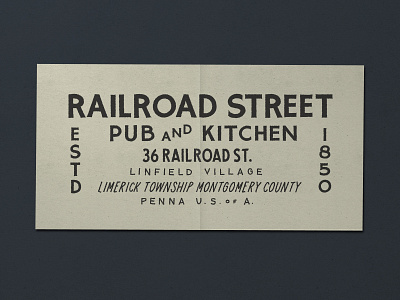 RAILROAD STREET
PUB AND KITCHEN
ESTD
1850
36 RAILROAD ST.
LINFIELD VILLAGE
LIMERICK TOWNSHIP MONTGOMERY COUNTY
PENNA U.S. OF A.